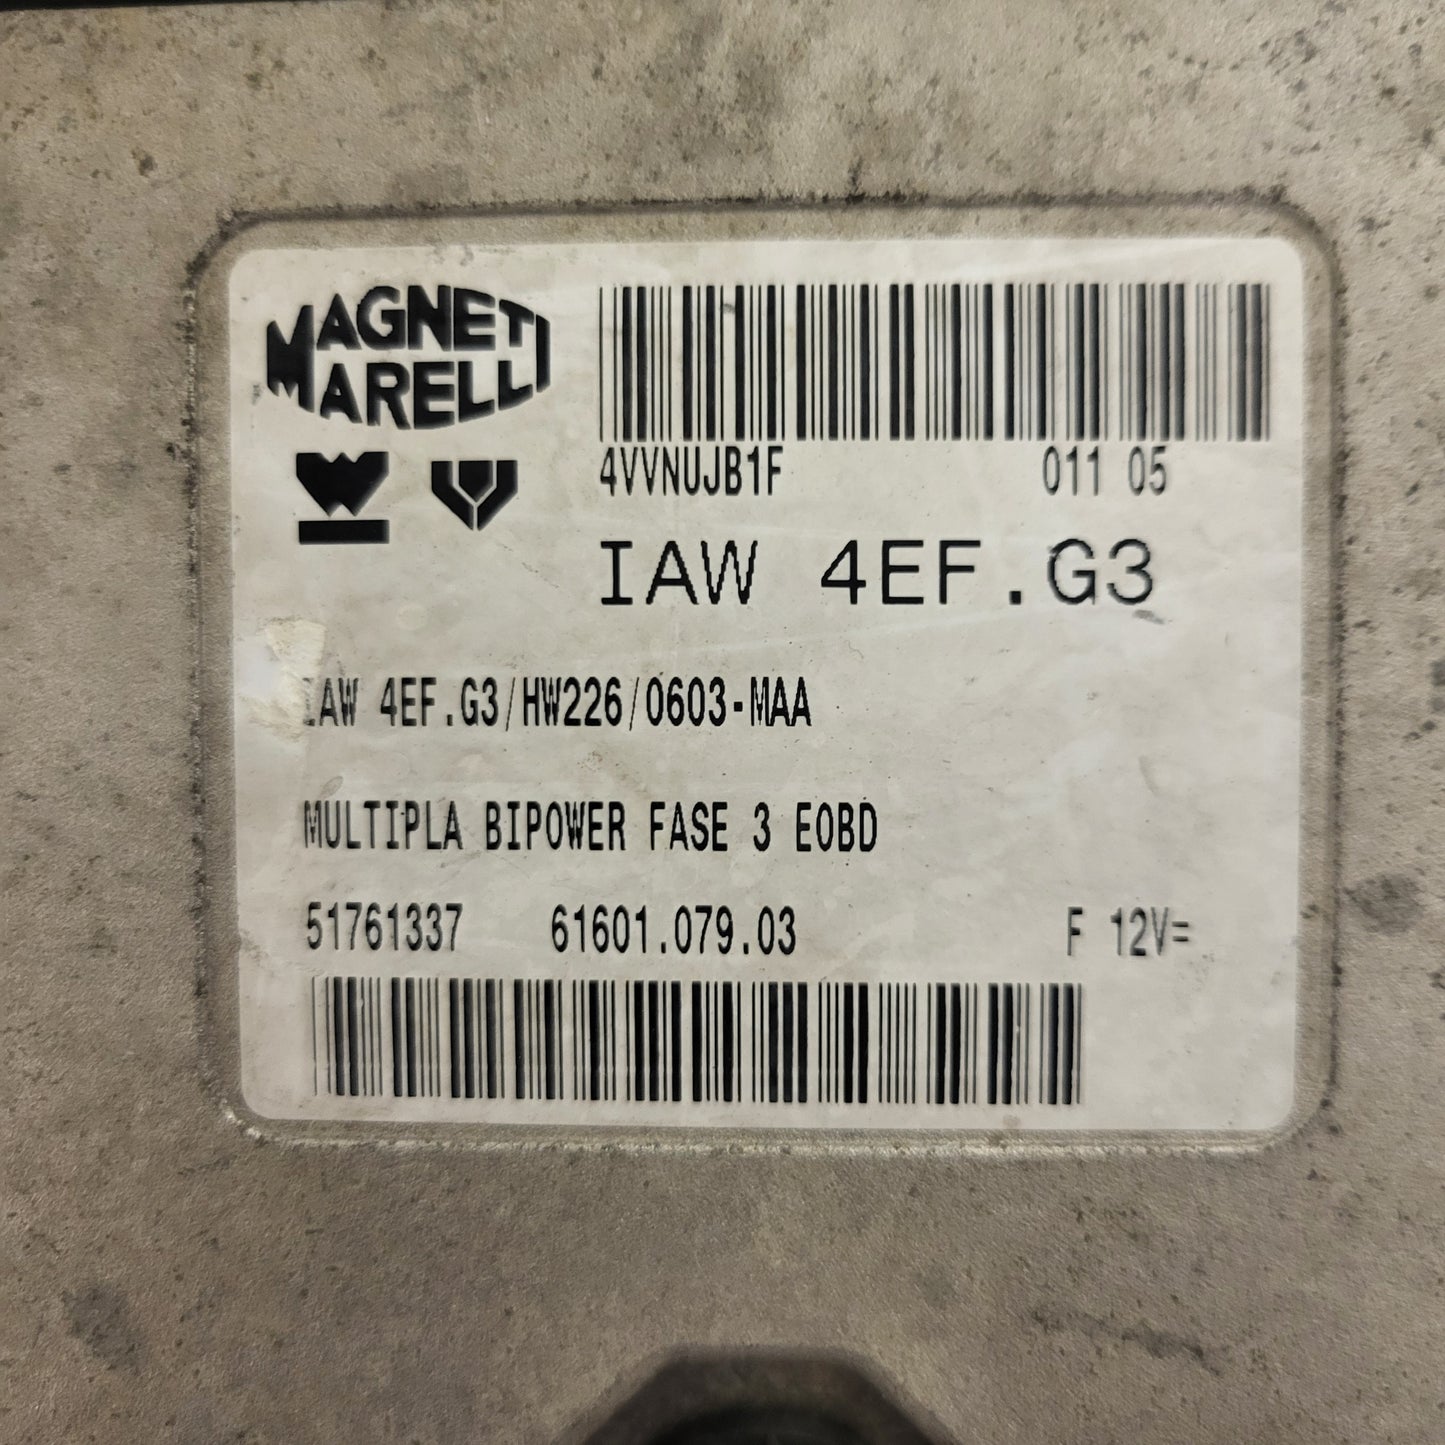 MAGNETI
MARELLI
4VVNUJB1F 011 05
IAW 4EF.G3
IAW 4EF.G3/HW226/0603-MAA
MULTIPLA BIPOWER FASE 3 EOBD
51761337 61601.079.03 F 12V=